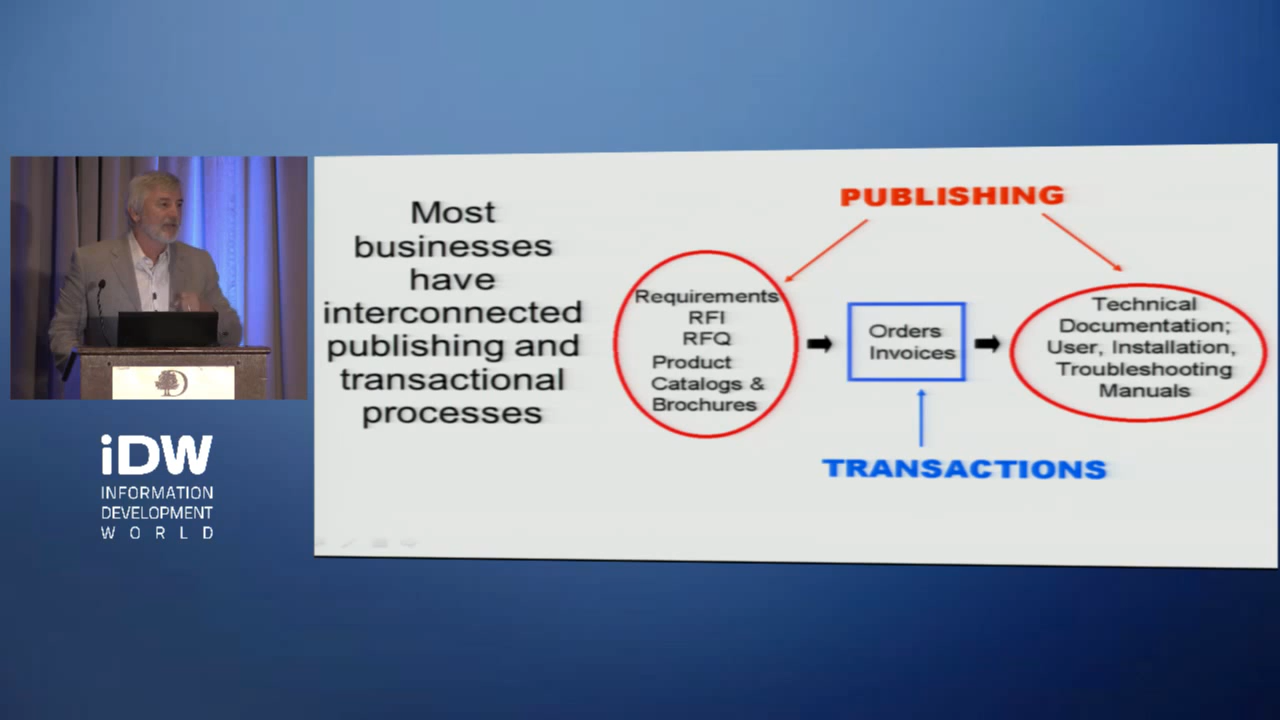 Most
businesses
have
interconnected
publishing and
transactional
processes
PUBLISHING
Requirements
RFI
RFQ
Product
Catalogs &
Brochures
Orders
Invoices
Technical
Documentation;
User, Installation,
Troubleshooting
Manuals
TRANSACTIONS
iDW
INFORMATION
DEVELOPMENT
WORLD